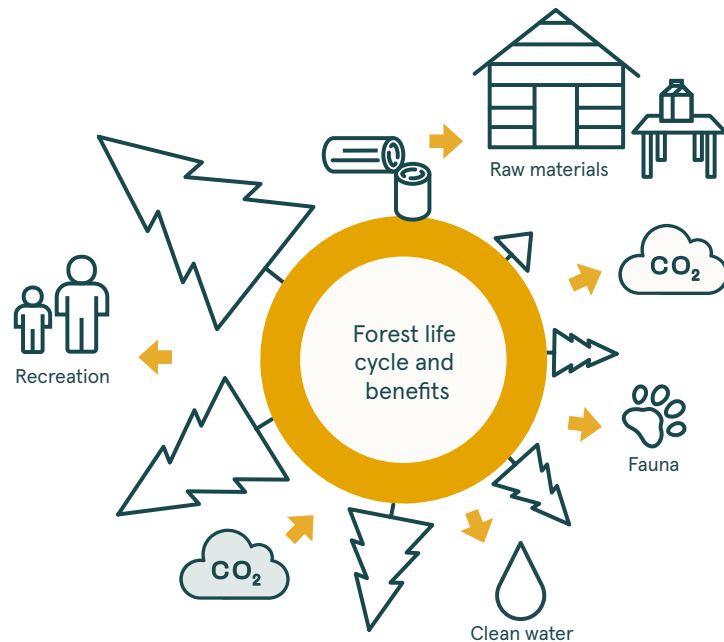 Raw materials
CO₂
Forest life
cycle and
benefits
Recreation
Fauna
CO₂
Clean water